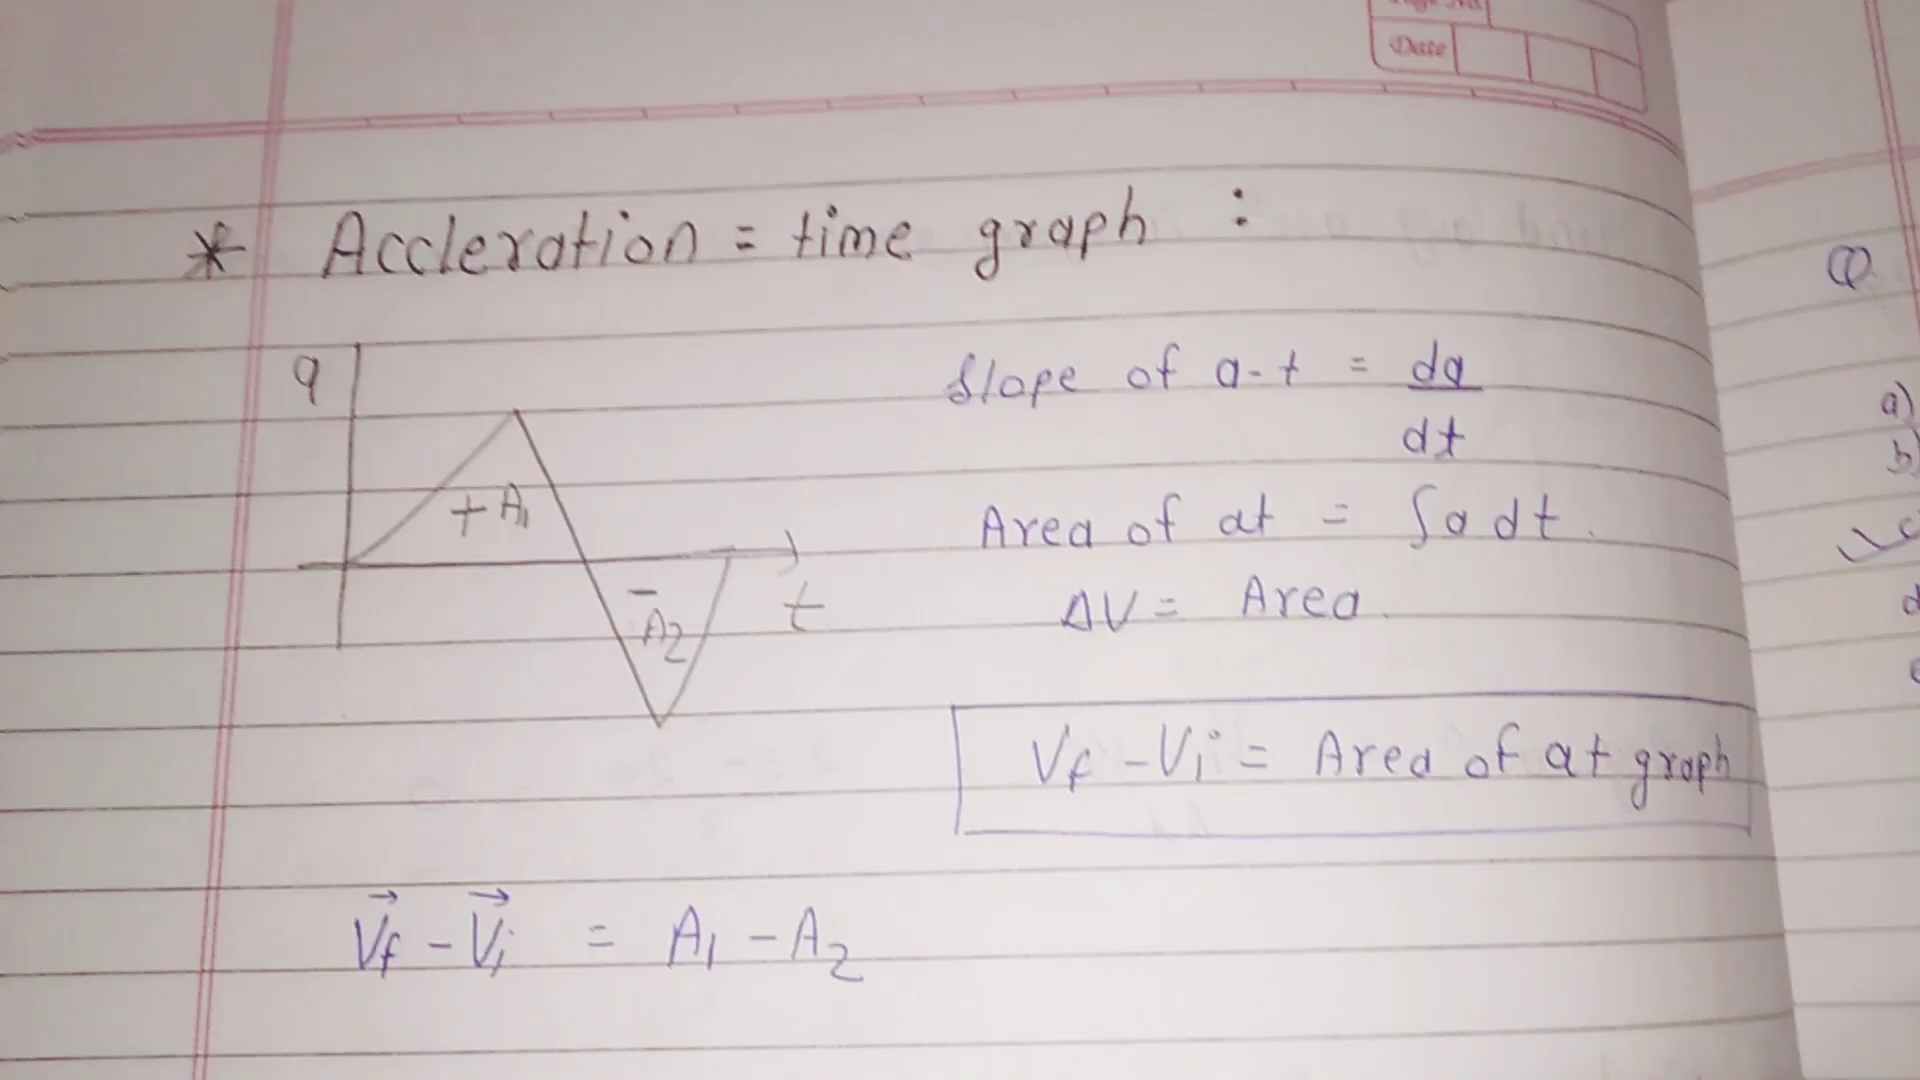 Date
* Accleration = time graph :
a
+A₁
-
A₂
t
Slope of a-t = da/dt
Area of at = ∫a dt.
ΔV = Area.
Vf - Vi = Area of at graph
V⃗f - V⃗i = A₁ - A₂
Q.
a)
b)